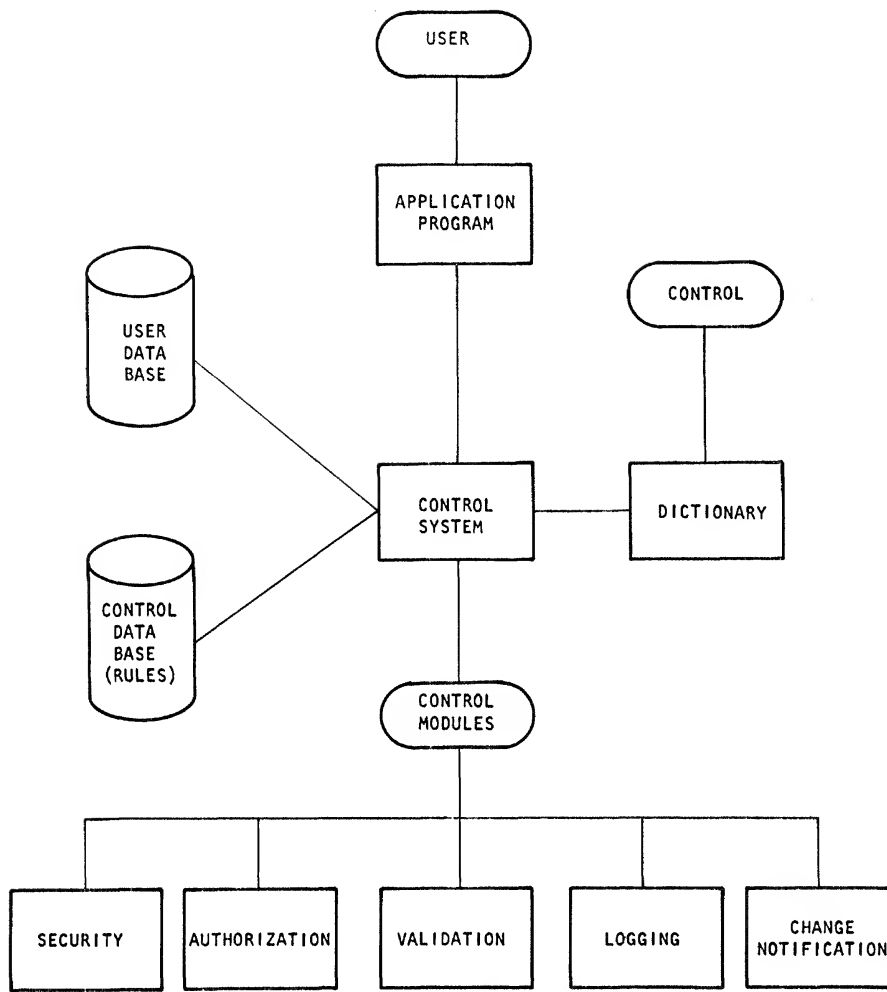 USER
APPLICATION
PROGRAM
CONTROL
USER
DATA
BASE
CONTROL
SYSTEM
DICTIONARY
CONTROL
DATA
BASE
(RULES)
CONTROL
MODULES
SECURITY
AUTHORIZATION
VALIDATION
LOGGING
CHANGE
NOTIFICATION